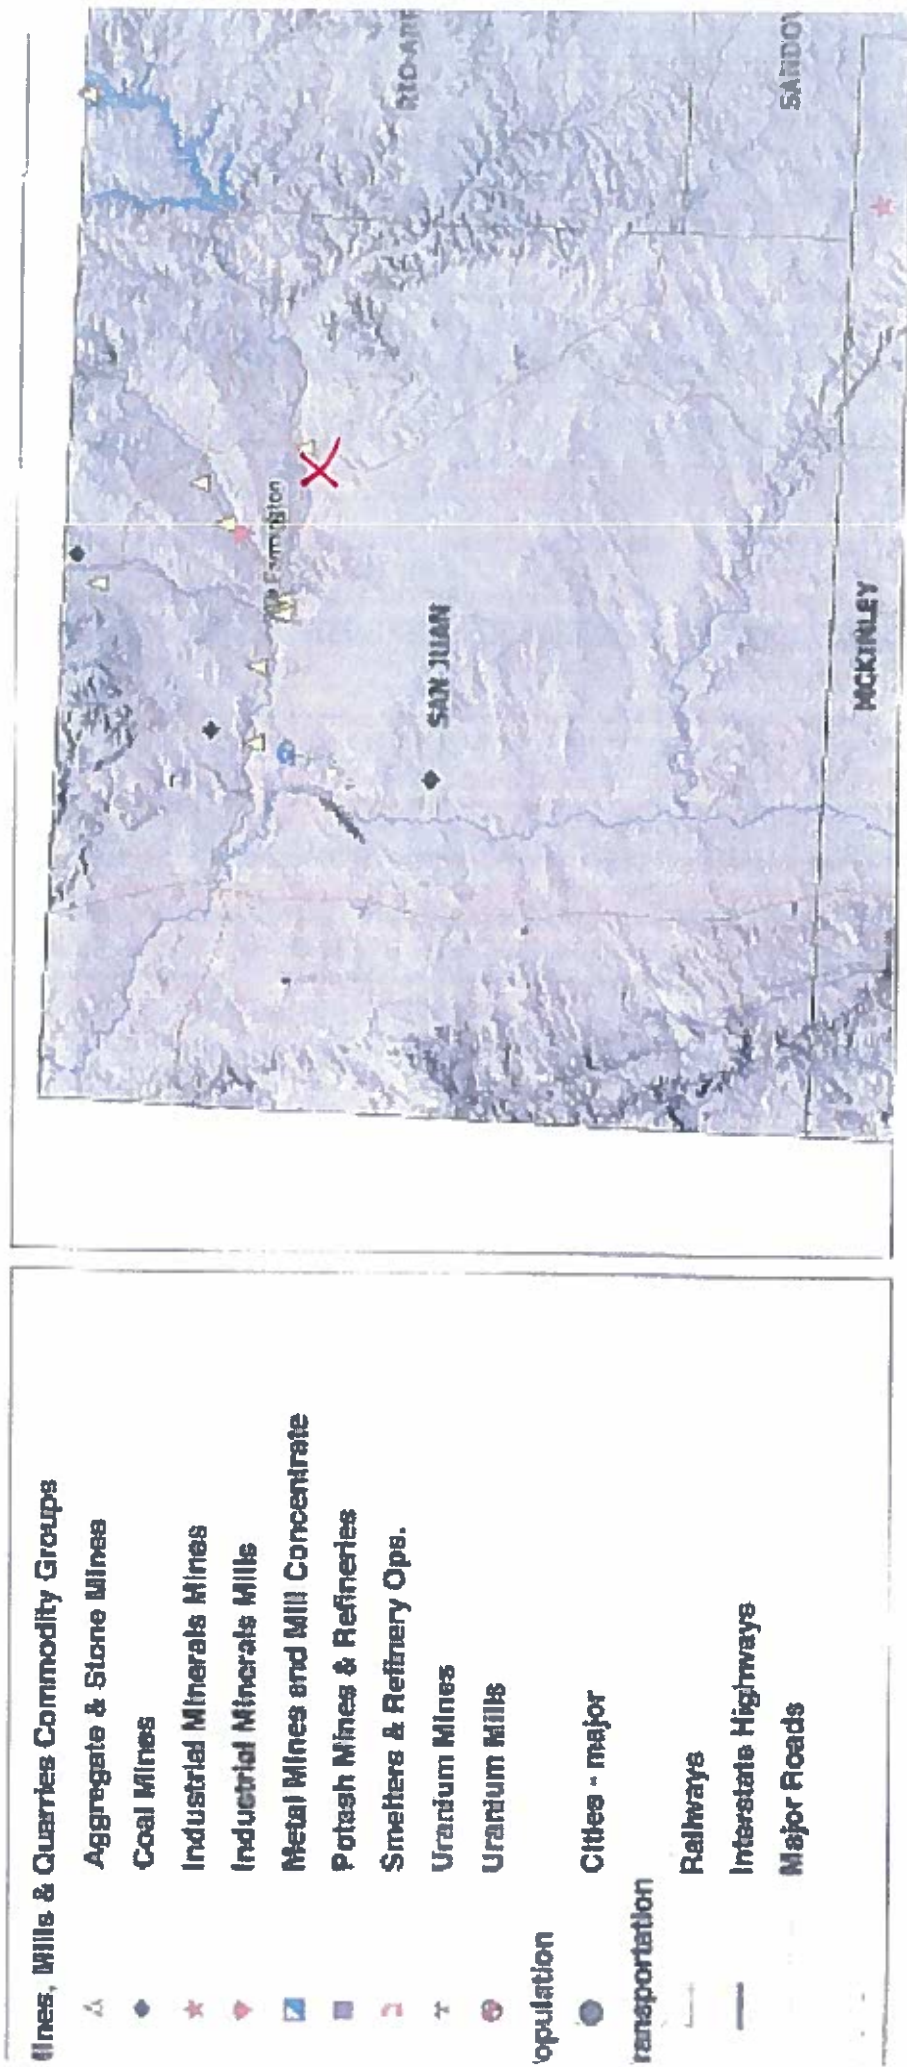 Mines, Mills & Quarries Commodity Groups
Aggregate & Stone Mines
Coal Mines
Industrial Minerals Mines
Industrial Minerals Mills
Metal Mines and Mill Concentrate
Potash Mines & Refineries
Smelters & Refinery Ops.
Uranium Mines
Uranium Mills
opulation
Cities - major
ransportation
Railways
Interstate Highways
Major Roads
Farmington
SAN JUAN
MCKINLEY
RIO ARR
SANDOV